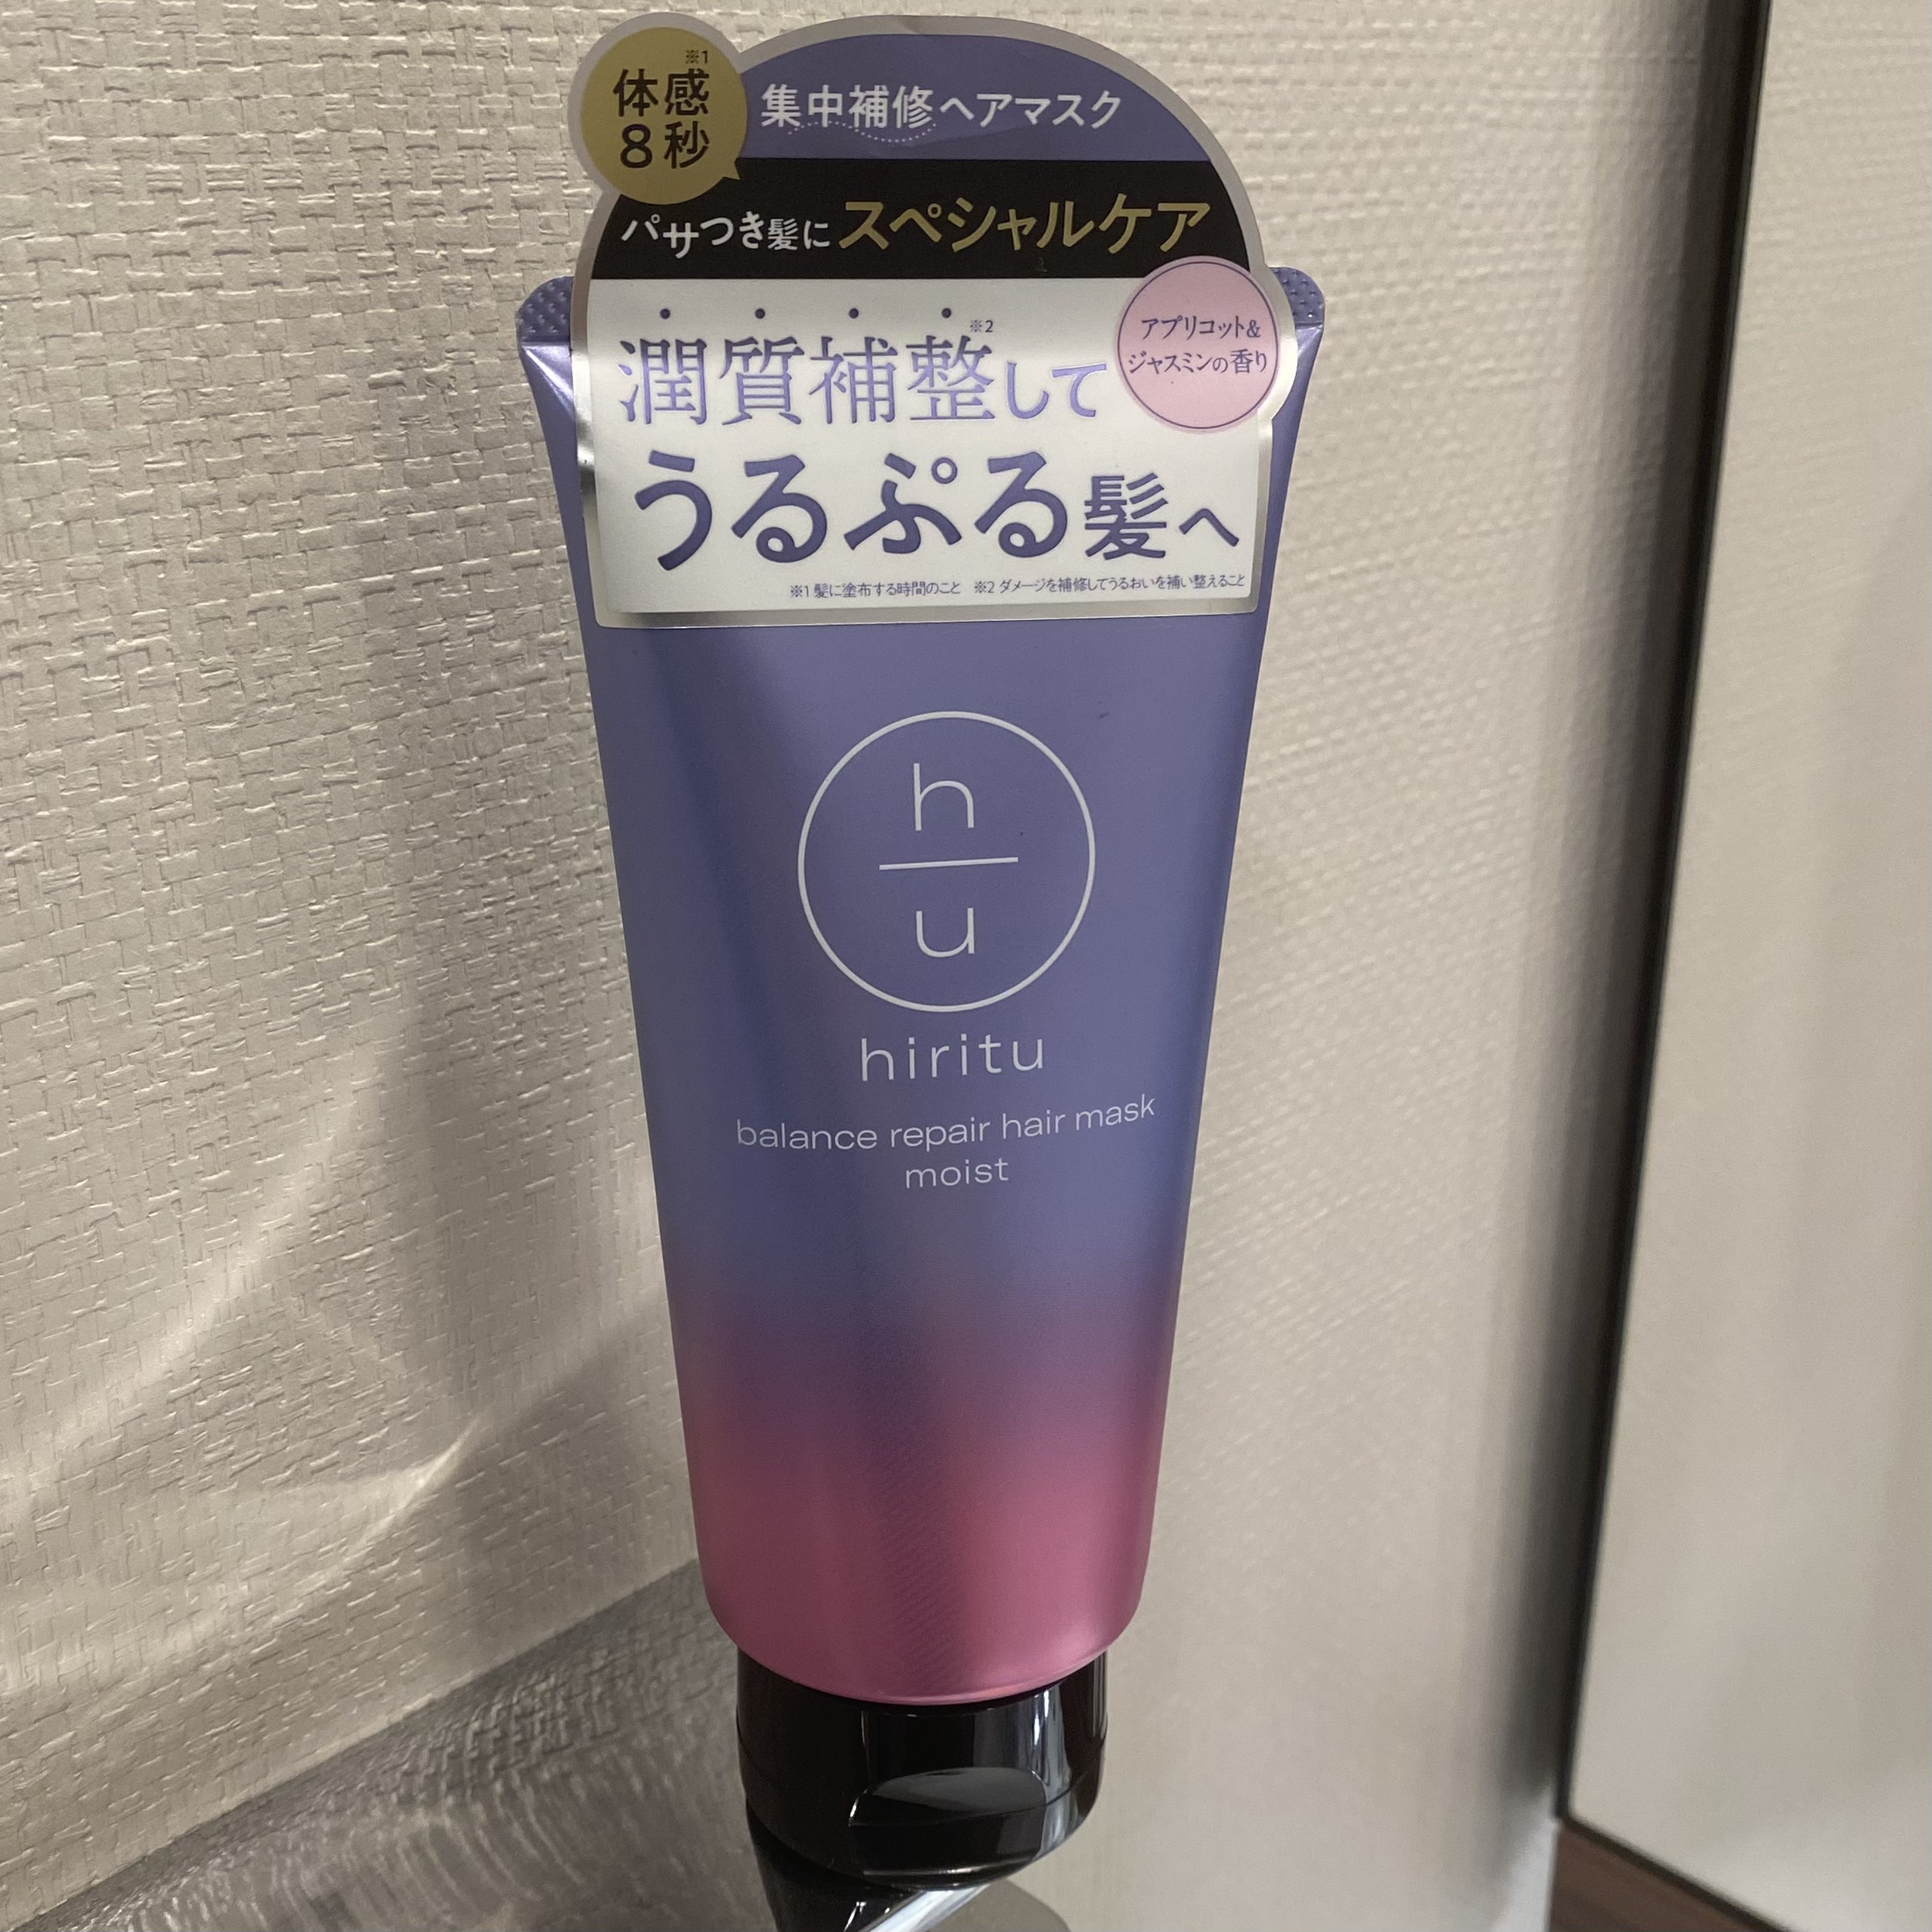 ※1
体感
8秒
集中補修ヘアマスク
パサつき髪にスペシャルケア
アプリコット&
ジャスミンの香り
潤質補整※2して
うるぷる髪へ
※1 髪に塗布する時間のこと ※2 ダメージを補修してうるおいを補い整えること
h
u
hiritu
balance repair hair mask
moist